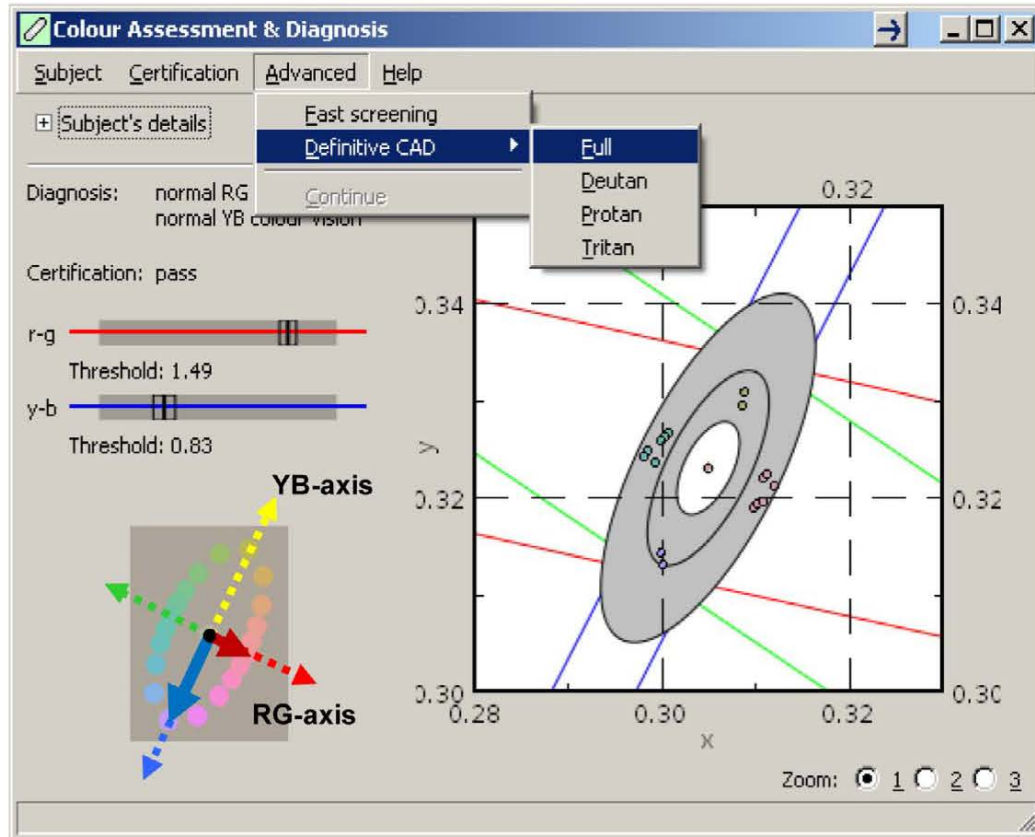 Colour Assessment & Diagnosis
Subject Certification Advanced Help
Subject's details
Fast screening
Definitive CAD
Continue
Full
Deutan
Protan
Tritan
Diagnosis: normal RG
normal YB colour vision
Certification: pass
r-g
Threshold: 1.49
y-b
Threshold: 0.83
YB-axis
RG-axis
0.32
0.34 0.34
y
0.32 0.32
0.30 0.30
0.28 0.30 0.32
x
Zoom: 1 2 3